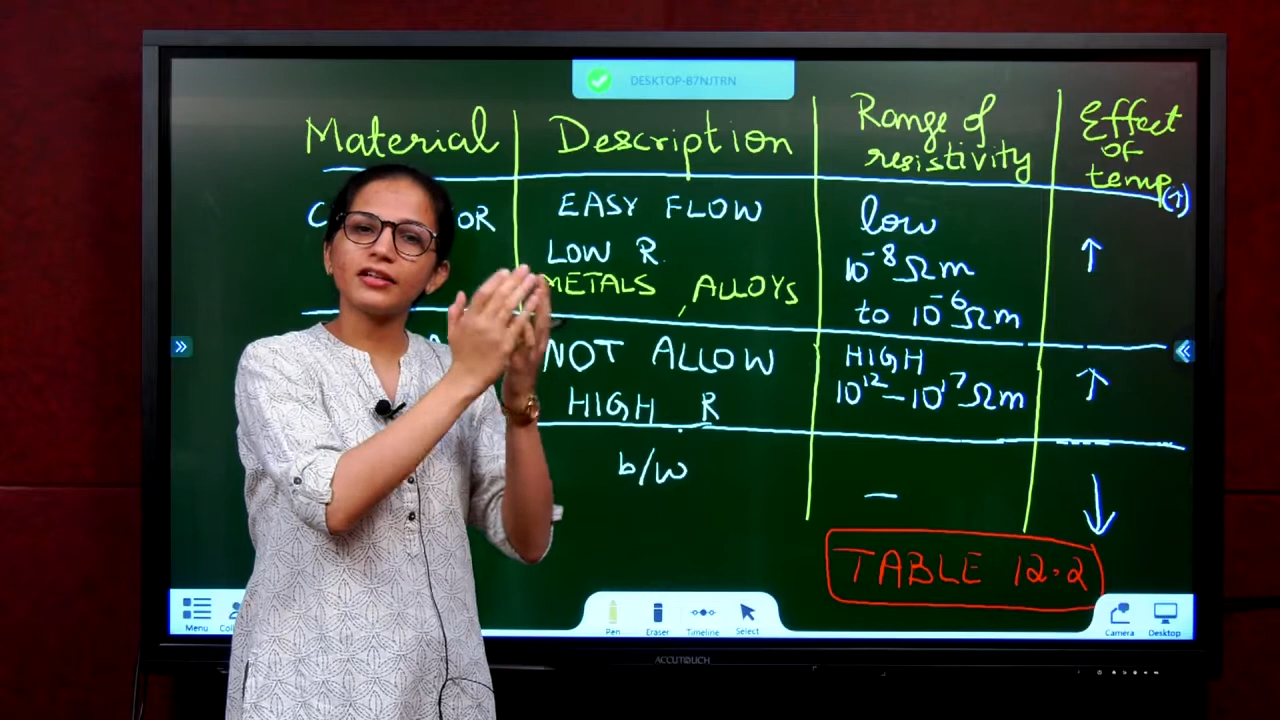 DESKTOP-B7NJTRN
Material Description Range of resistivity Effect of temp (↑)
OR EASY FLOW low ↑
LOW R. 10⁻⁸ Ωm
METALS, ALLOYS to 10⁻⁶ Ωm
NOT ALLOW HIGH ↑
HIGH R 10¹² – 10¹⁷ Ωm
b/w – ↓
TABLE 12.2
Menu Pen Eraser Timeline Select Camera Desktop
ACCUTOUCH